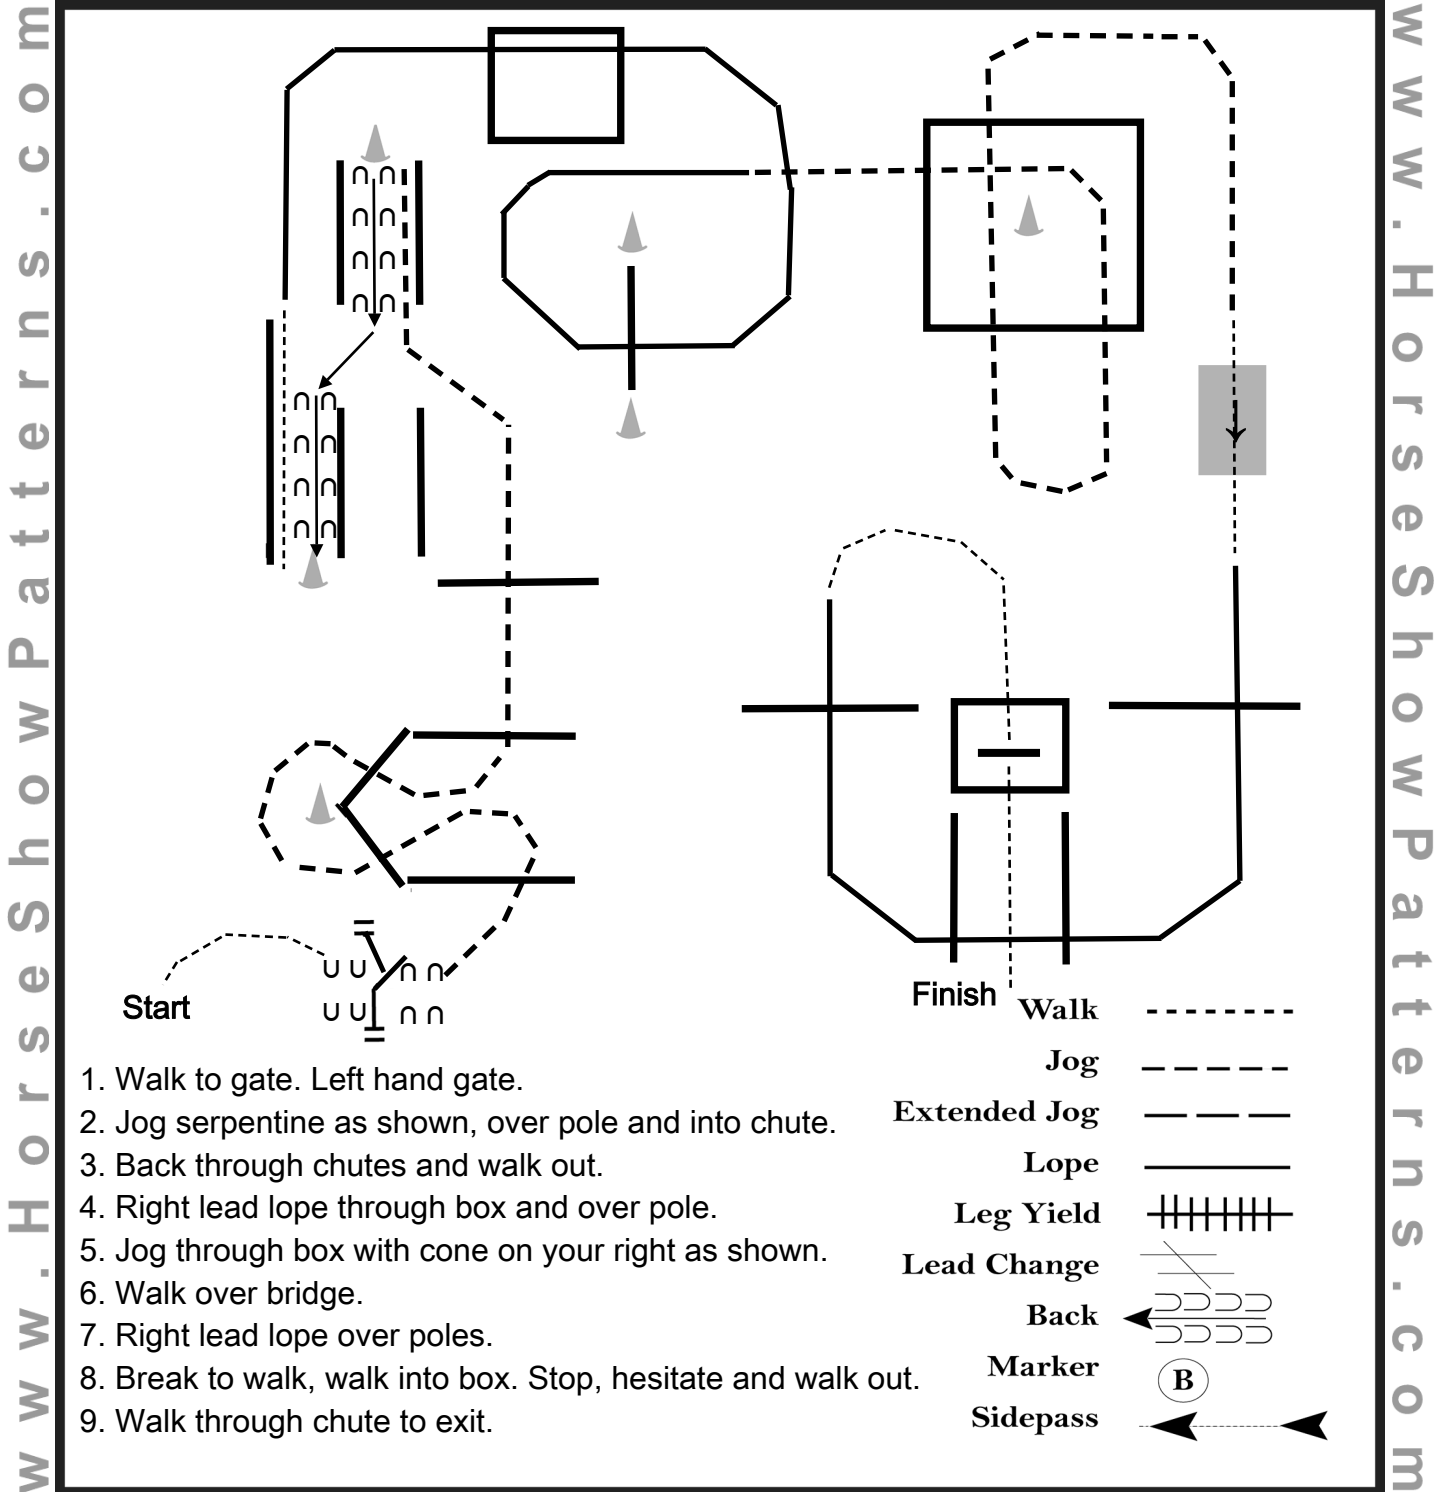 www.HorseShowPattterns.com
www.HorseShowPattterns.com
Start
Finish
1. Walk to gate. Left hand gate.
2. Jog serpentine as shown, over pole and into chute.
3. Back through chutes and walk out.
4. Right lead lope through box and over pole.
5. Jog through box with cone on your right as shown.
6. Walk over bridge.
7. Right lead lope over poles.
8. Break to walk, walk into box. Stop, hesitate and walk out.
9. Walk through chute to exit.
Walk
Jog
Extended Jog
Lope
Leg Yield
Lead Change
Back
Marker B
Sidepass